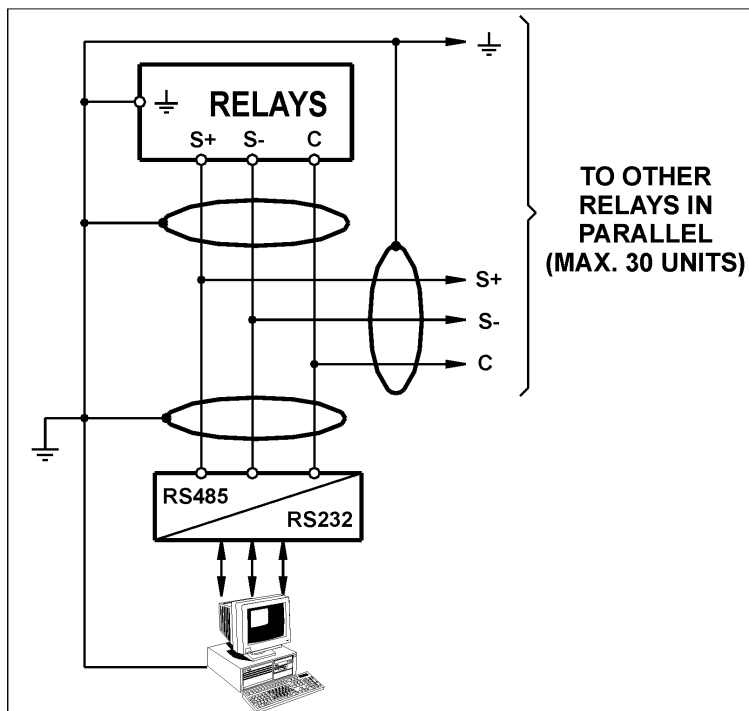 RELAYS
S+ S- C
TO OTHER
RELAYS IN
PARALLEL
(MAX. 30 UNITS)
S+
S-
C
RS485
RS232